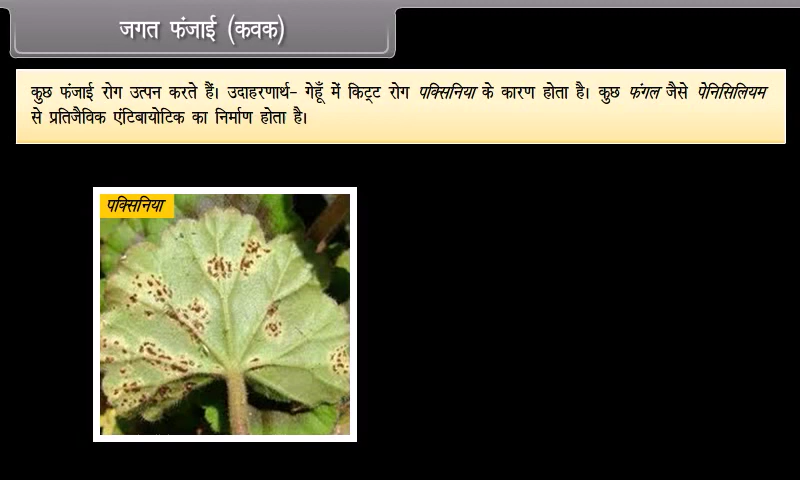 जगत फंजाई (कवक)
कुछ फंजाई रोग उत्पन करते हैं। उदाहरणार्थ- गेहूँ में किट्ट रोग पक्सिनिया के कारण होता है। कुछ फंगल जैसे पेनिसिलियम
से प्रतिजैविक एंटिबायोटिक का निर्माण होता है।
पक्सिनिया